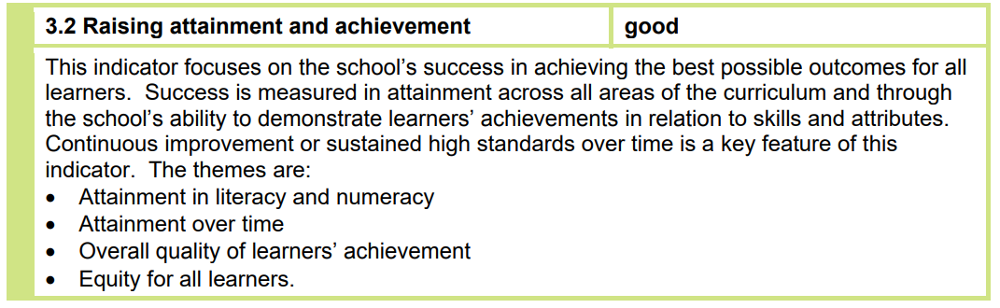 3.2 Raising attainment and achievement good
This indicator focuses on the school’s success in achieving the best possible outcomes for all
learners.  Success is measured in attainment across all areas of the curriculum and through
the school’s ability to demonstrate learners’ achievements in relation to skills and attributes.
Continuous improvement or sustained high standards over time is a key feature of this
indicator.  The themes are:
• Attainment in literacy and numeracy
• Attainment over time
• Overall quality of learners’ achievement
• Equity for all learners.